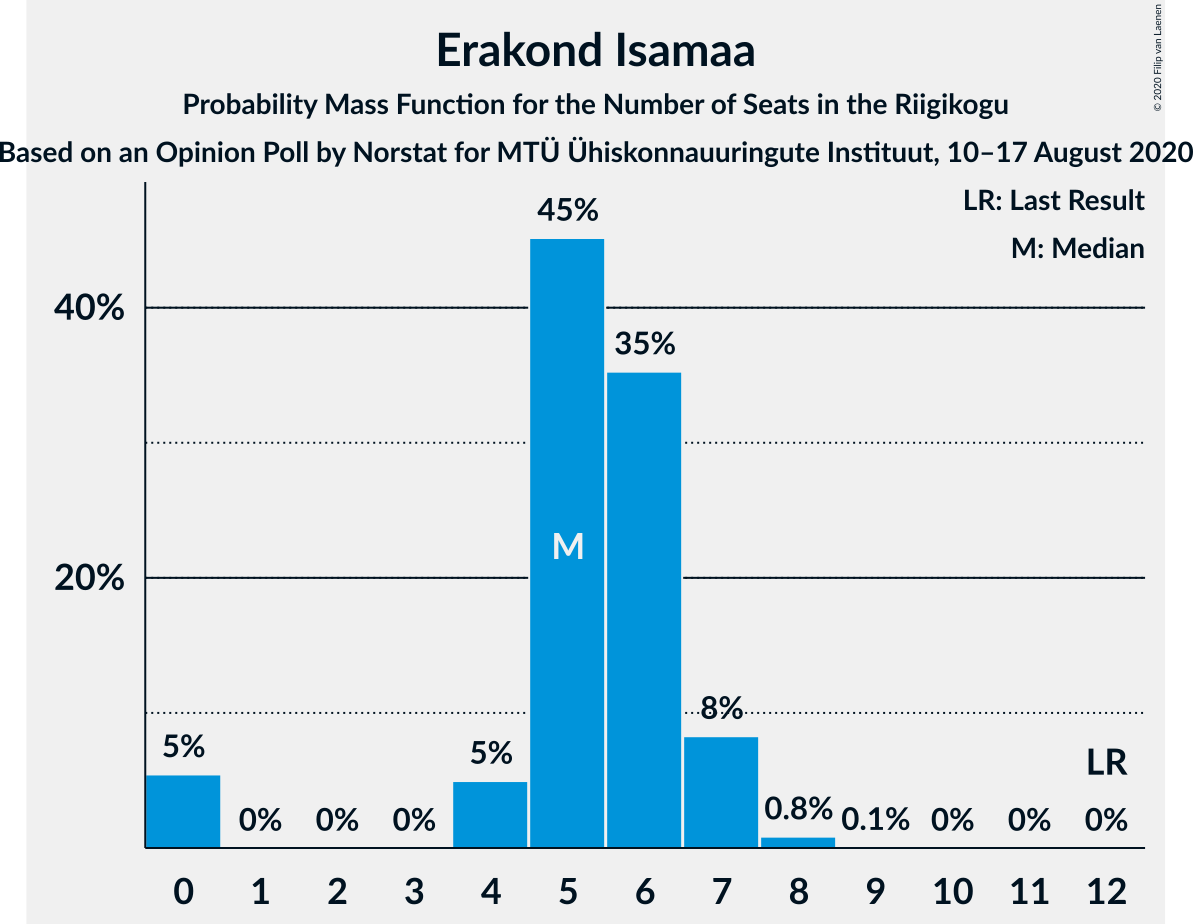 Erakond Isamaa
Probability Mass Function for the Number of Seats in the Riigikogu
Based on an Opinion Poll by Norstat for MTÜ Ühiskonnauuringute Instituut, 10–17 August 2020
© 2020 Filip van Laenen
LR: Last Result
M: Median
45%
40%
35%
M
20%
8%
5%
5%
LR
0%
0%
0%
0.8%
0.1%
0%
0%
0%
0 1 2 3 4 5 6 7 8 9 10 11 12